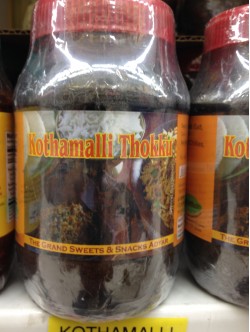 Kothamalli Thokku
THE GRAND SWEETS & SNACKS ADYAR
KOTHAMALLI